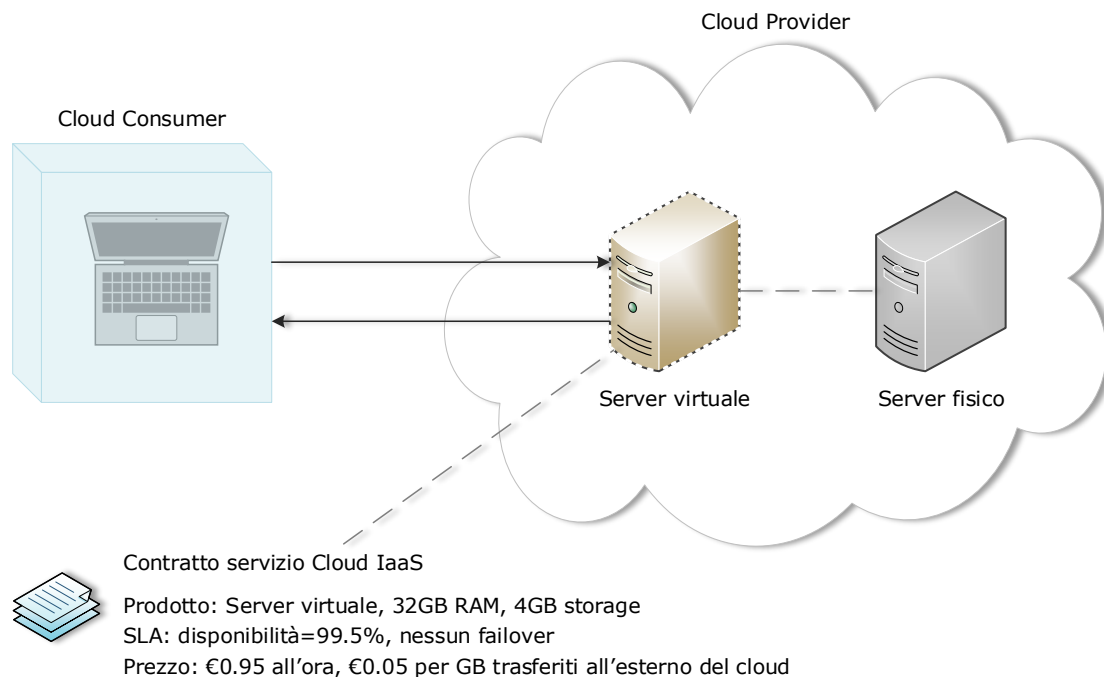 Cloud Provider
Cloud Consumer
Server virtuale
Server fisico
Contratto servizio Cloud IaaS
Prodotto: Server virtuale, 32GB RAM, 4GB storage
SLA: disponibilità=99.5%, nessun failover
Prezzo: €0.95 all'ora, €0.05 per GB trasferiti all'esterno del cloud